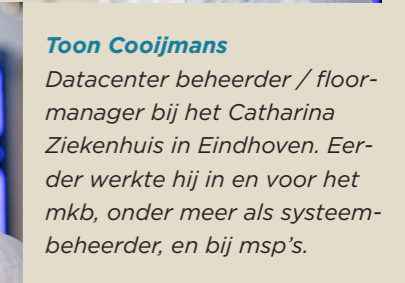 Toon Cooijmans
Datacenter beheerder / floor-
manager bij het Catharina
Ziekenhuis in Eindhoven. Eer-
der werkte hij in en voor het
mkb, onder meer als systeem-
beheerder, en bij msp's.